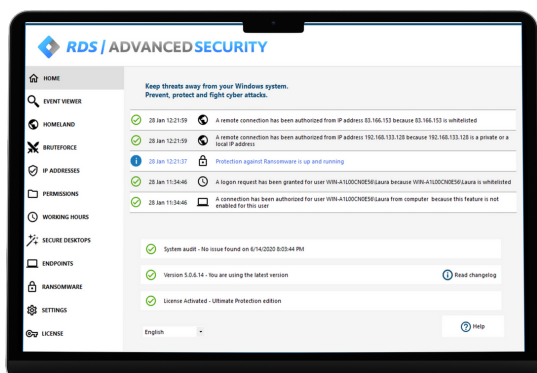 RDS / ADVANCED SECURITY
HOME
EVENT VIEWER
HOMELAND
BRUTEFORCE
IP ADDRESSES
PERMISSIONS
WORKING HOURS
SECURE DESKTOPS
ENDPOINTS
RANSOMWARE
SETTINGS
LICENSE
Keep threats away from your Windows system.
Prevent, protect and fight cyber attacks.
28 Jan 12:21:59 A remote connection has been authorized from IP address 83.166.153 because 83.166.153 is whitelisted
28 Jan 12:21:59 A remote connection has been authorized from IP address 192.168.133.128 because 192.168.133.128 is a private or a
local IP address
28 Jan 12:21:37 Protection against Ransomware is up and running
28 Jan 11:34:46 A logon request has been granted for user WIN-A1L00CN0E56\Laura because WIN-A1L00CN0E56\Laura is whitelisted
28 Jan 11:34:46 A connection has been authorized for user WIN-A1L00CN0E56\Laura from computer because this feature is not
enabled for this user
System audit - No issue found on 6/14/2020 8:03:44 PM
Version 5.0.6.14 - You are using the latest version Read changelog
License Activated - Ultimate Protection edition
English Help